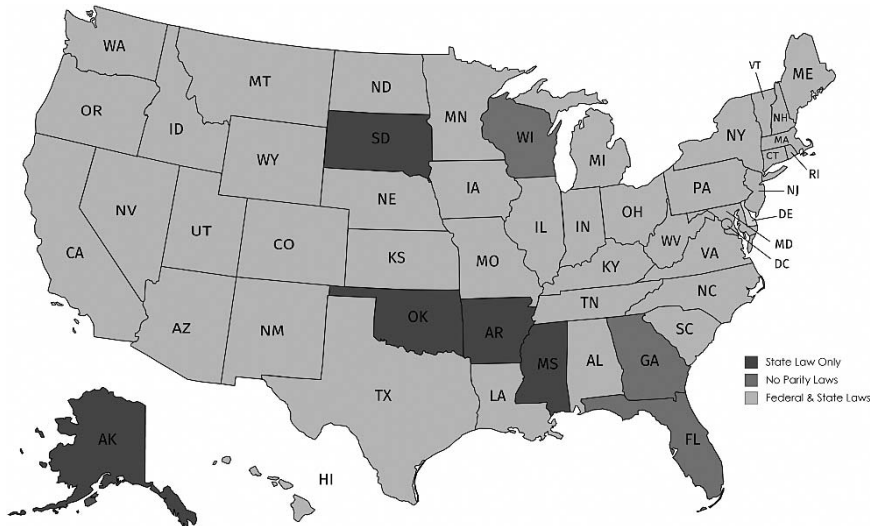 WA
MT
ND
MN
VT
ME
OR
ID
SD
WI
NH
NY
MA
WY
MI
CT
RI
IA
PA
NJ
NE
NV
OH
DE
UT
IL
IN
CA
CO
WV
MD
KS
MO
VA
DC
KY
NC
TN
OK
AZ
NM
AR
SC
MS
AL
GA
State Law Only
No Parity Laws
TX
LA
Federal & State Laws
AK
FL
HI